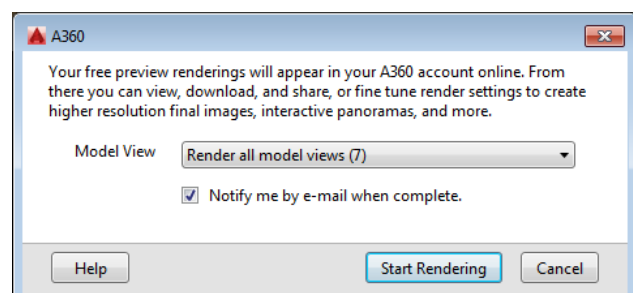 A360
Your free preview renderings will appear in your A360 account online. From
there you can view, download, and share, or fine tune render settings to create
higher resolution final images, interactive panoramas, and more.
Model View Render all model views (7)
Notify me by e-mail when complete.
Help Start Rendering Cancel